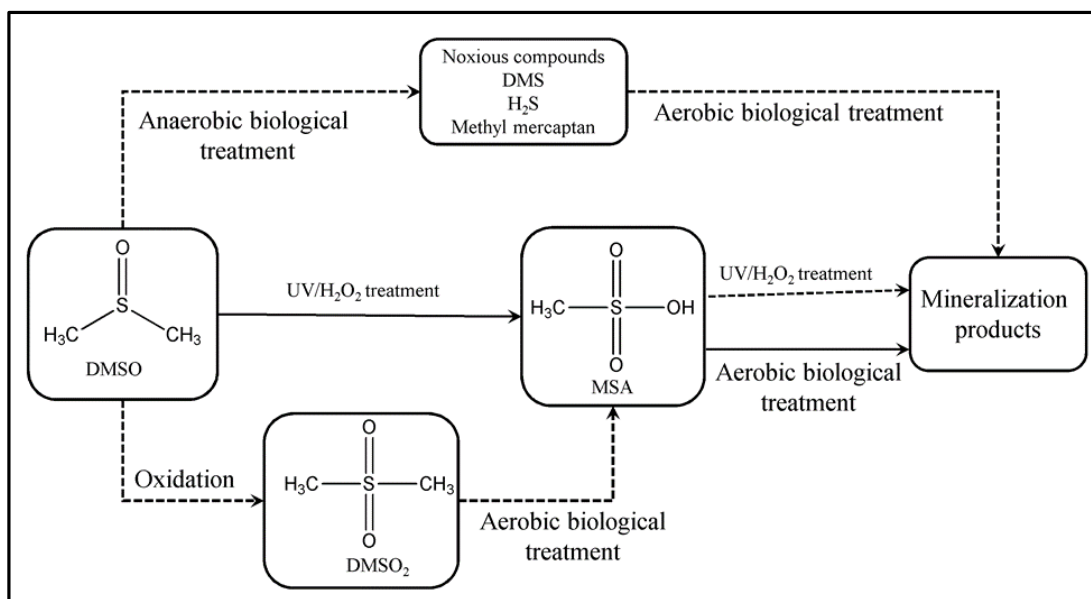 Noxious compounds
DMS
H₂S
Methyl mercaptan
Anaerobic biological
treatment
Aerobic biological treatment
O
S
H₃C
CH₃
DMSO
UV/H₂O₂ treatment
O
H₃C
S
OH
O
MSA
UV/H₂O₂ treatment
Aerobic biological
treatment
Mineralization
products
Oxidation
O
H₃C
S
CH₃
O
DMSO₂
Aerobic biological
treatment